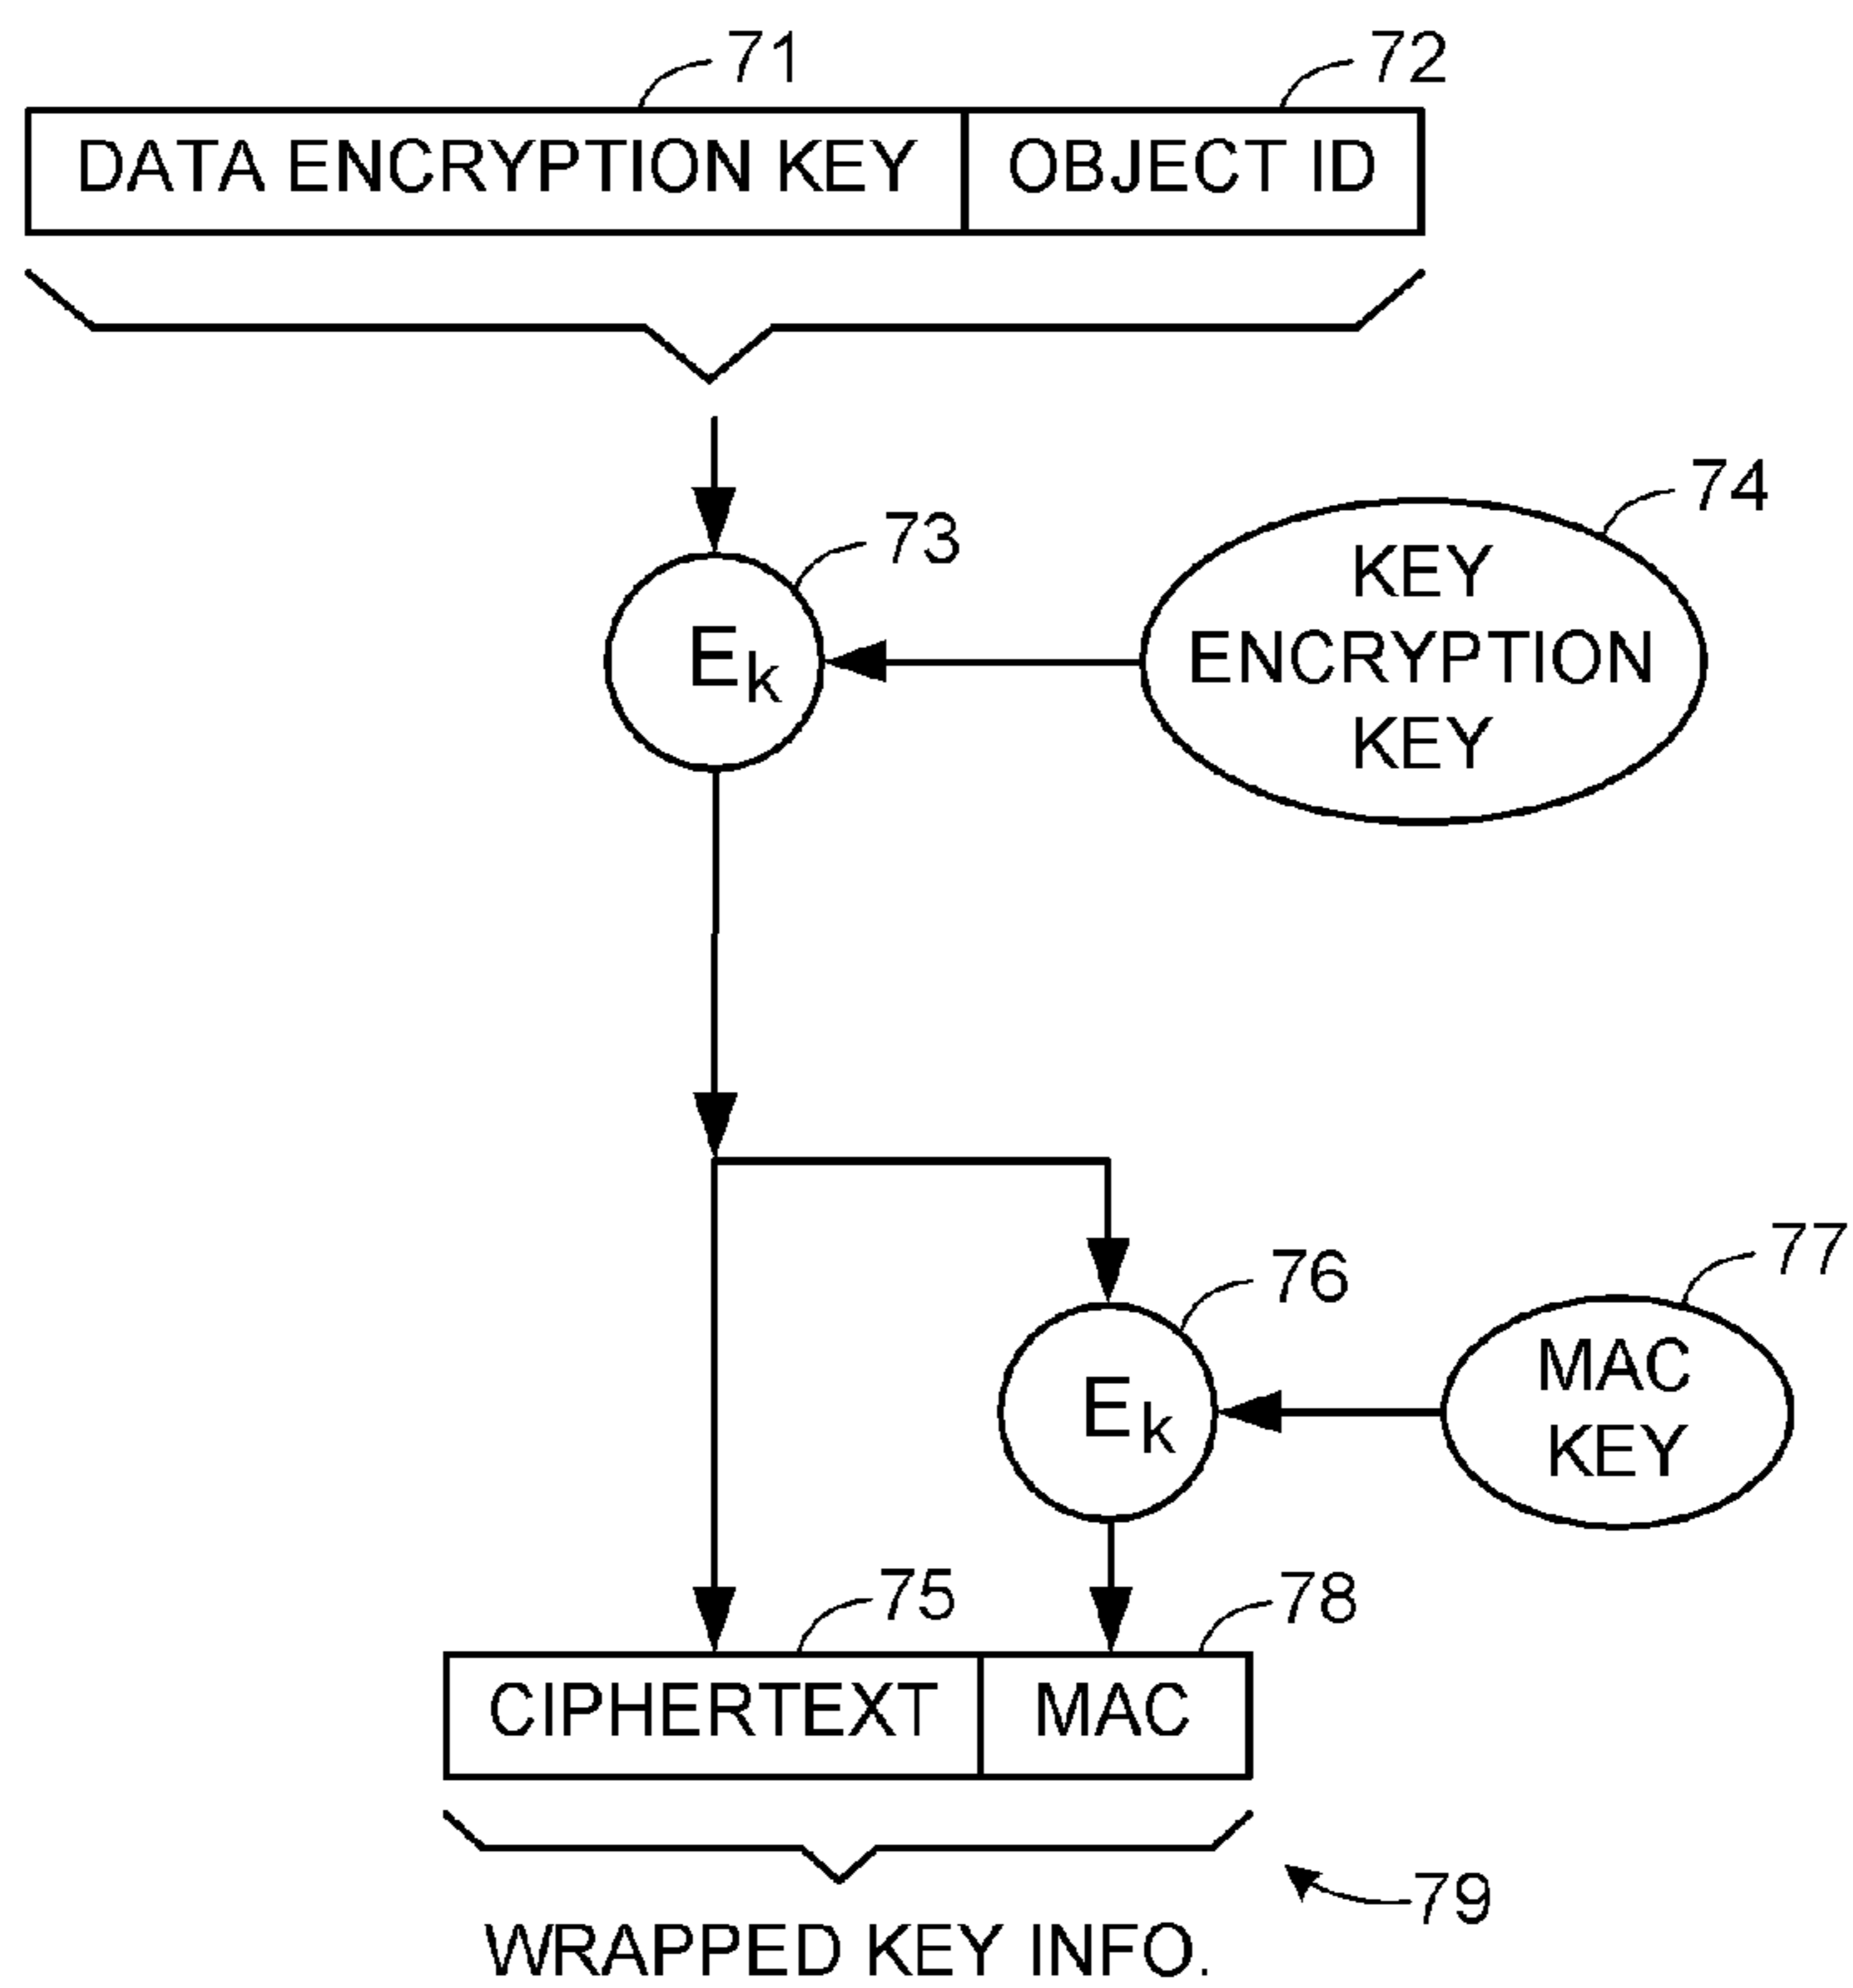 71
72
DATA ENCRYPTION KEY
OBJECT ID
73
74
Ek
KEY
ENCRYPTION
KEY
76
77
Ek
MAC
KEY
75
78
CIPHERTEXT
MAC
79
WRAPPED KEY INFO.